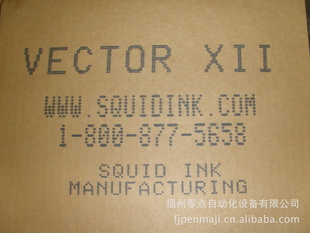 VECTOR XII
WWW.SQUIDINK.COM
1-800-877-5658
SQUID INK
MANUFACTURING
福州零点自动化设备有限公司
fjpenmaji.cn.alibaba.com